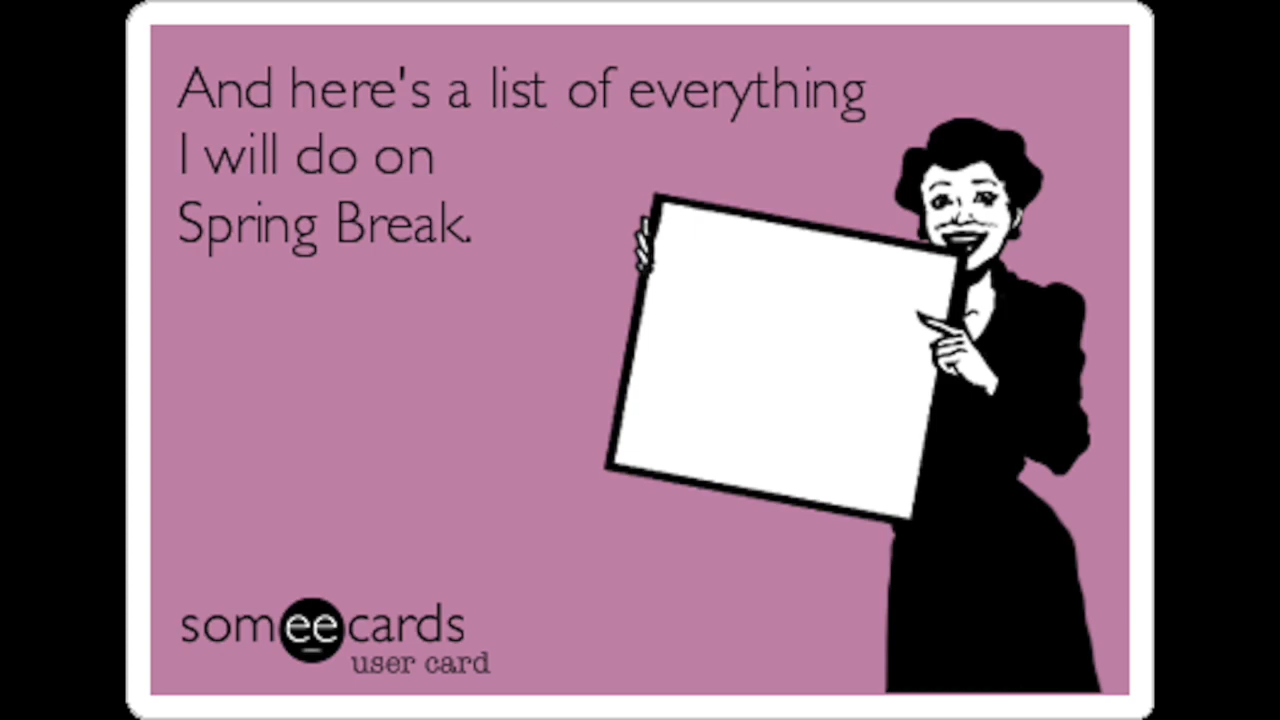 And here's a list of everything
I will do on
Spring Break.
someecards
user card